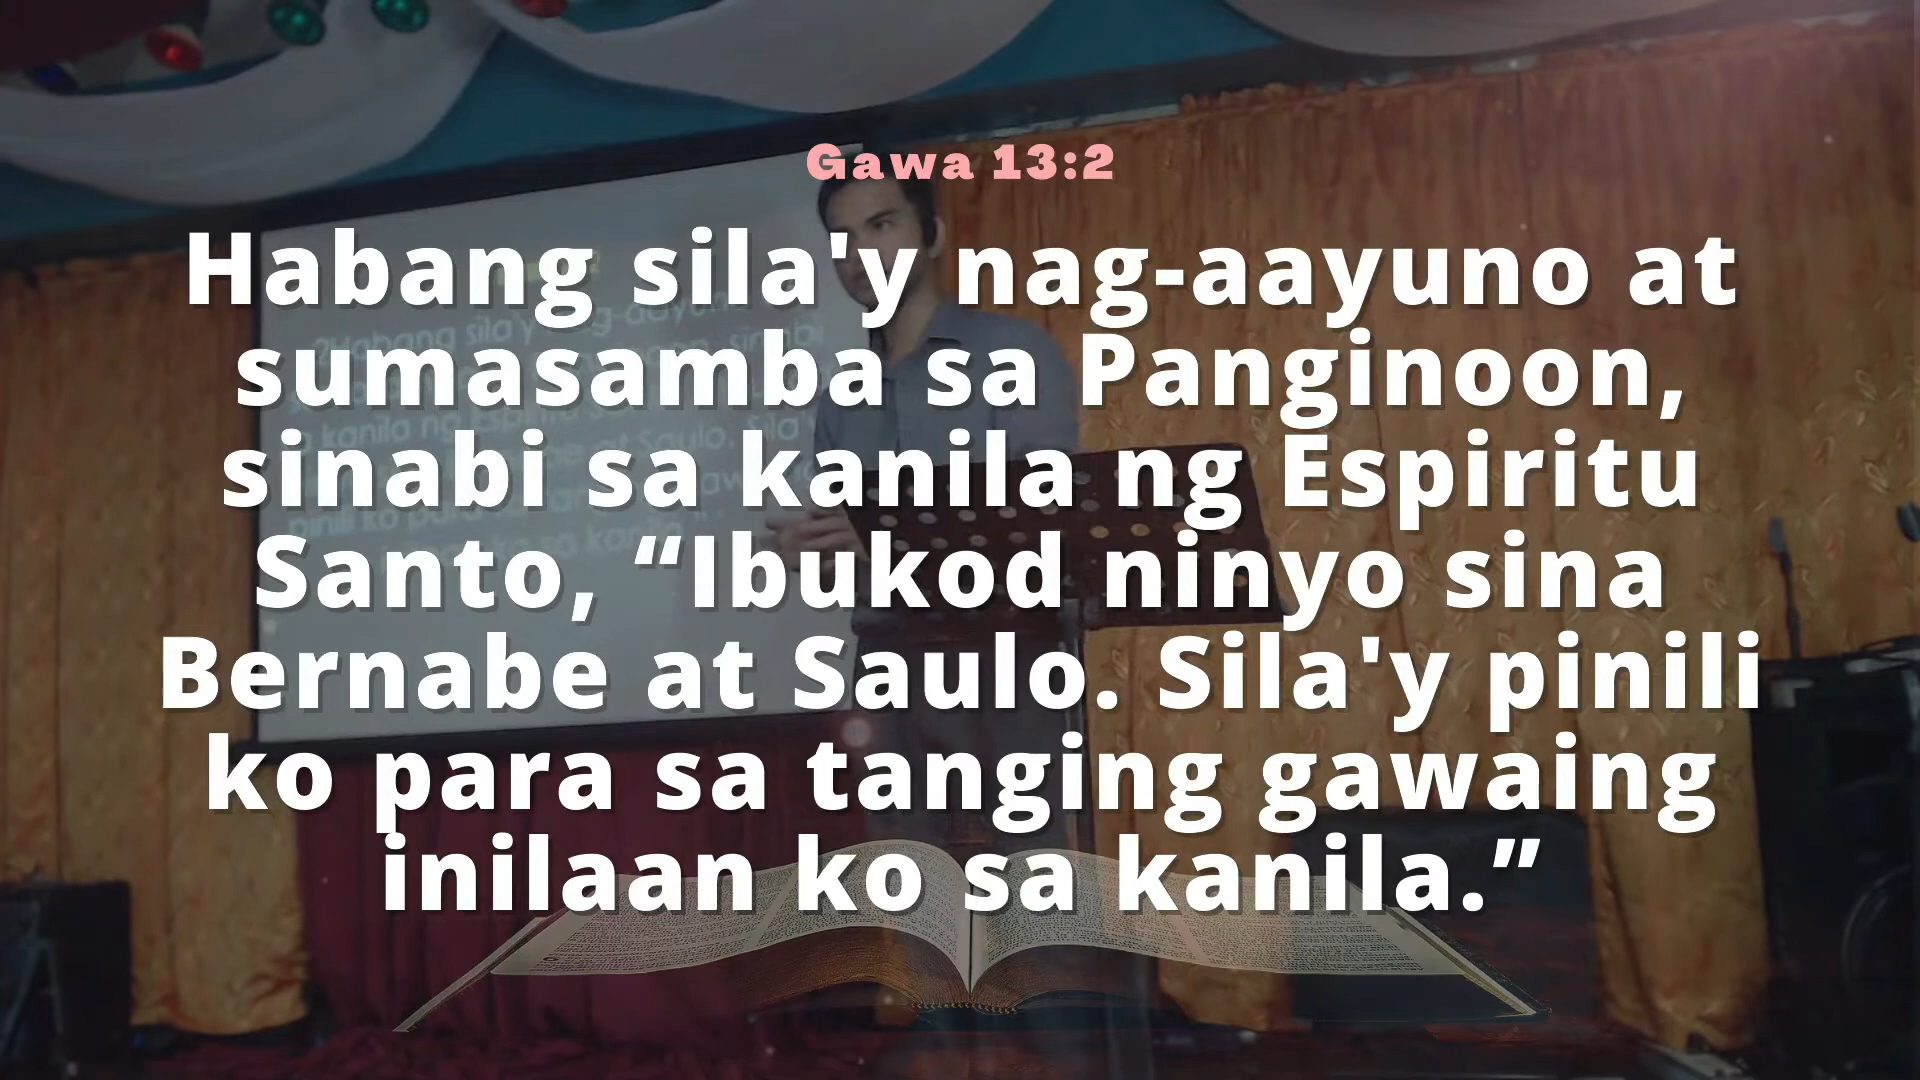 Gawa 13:2
Habang sila'y nag-aayuno at
sumasamba sa Panginoon,
sinabi sa kanila ng Espiritu
Santo, “Ibukod ninyo sina
Bernabe at Saulo. Sila'y pinili
ko para sa tanging gawaing
inilaan ko sa kanila.”